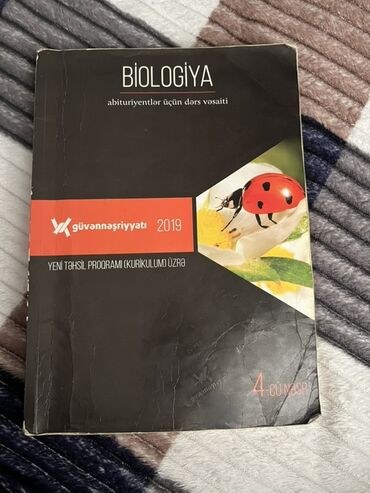 BİOLOGİYA
abituriyentlər üçün dərs vəsaiti
güvənnəşriyyatı 2019
YENİ TƏHSİL PROQRAMI (KURİKULUM) ÜZRƏ
4-CÜ NƏŞR